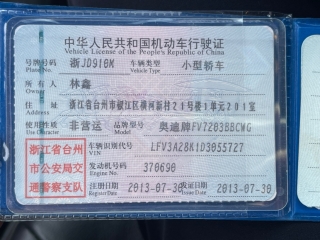 中华人民共和国机动车行驶证
Vehicle License of the People's Republic of China
号牌号码 浙JD910K 车辆类型 小型轿车
Plate No. Vehicle Type
所有人 林鑫
Owner
住址 浙江省台州市椒江区横河新村21号楼1单元201室
Address
使用性质 非营运 品牌型号 奥迪牌FV7203BBCWG
Use Character Model
浙江省台州市公安局交通警察支队
车辆识别代号 LFV3A28K1D3055727
VIN
发动机号码 370690
Engine No.
注册日期 2013-07-30 发证日期 2013-07-30
Register Date Issue Date